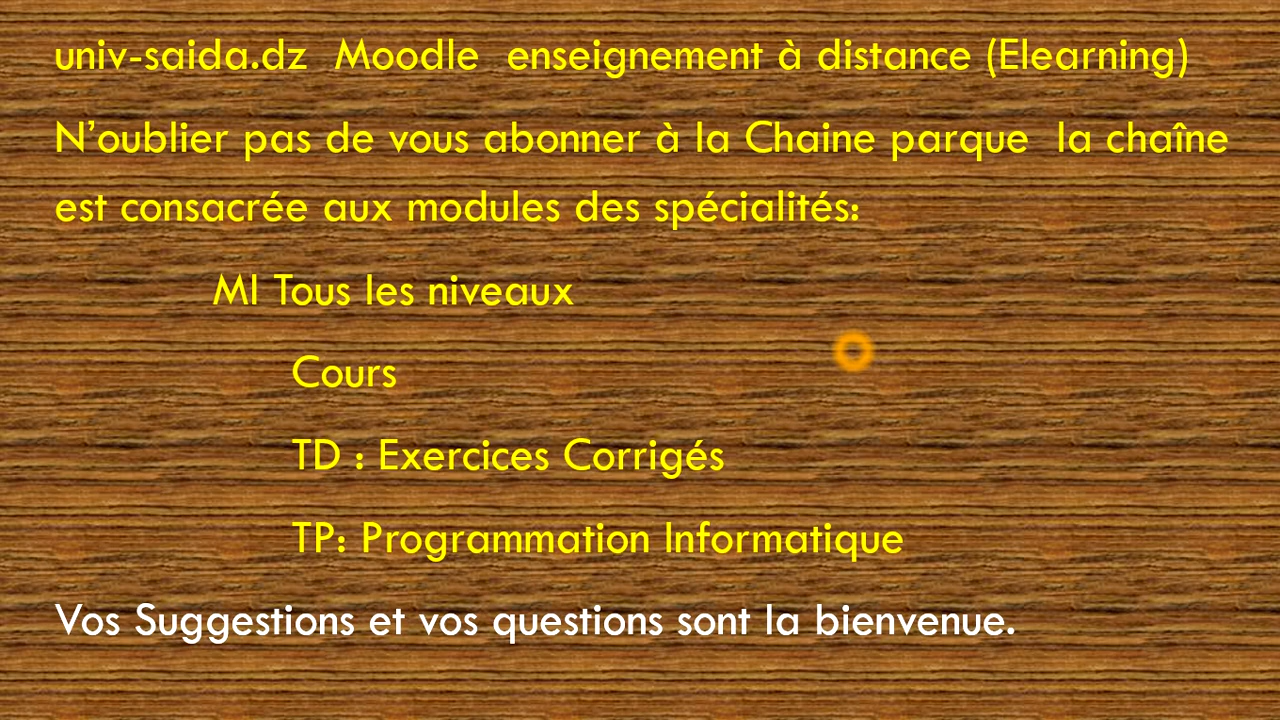 univ-saida.dz Moodle enseignement à distance (Elearning)
N’oublier pas de vous abonner à la Chaine parque la chaîne
est consacrée aux modules des spécialités:
MI Tous les niveaux
Cours
TD : Exercices Corrigés
TP: Programmation Informatique
Vos Suggestions et vos questions sont la bienvenue.